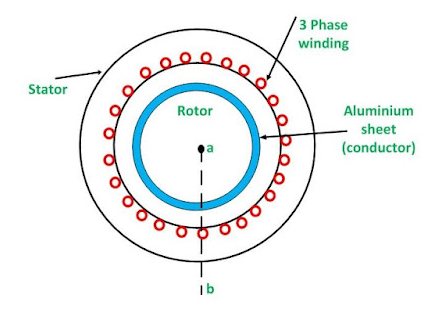 3 Phase
winding
Stator
Rotor
Aluminium
sheet
(conductor)
a
b